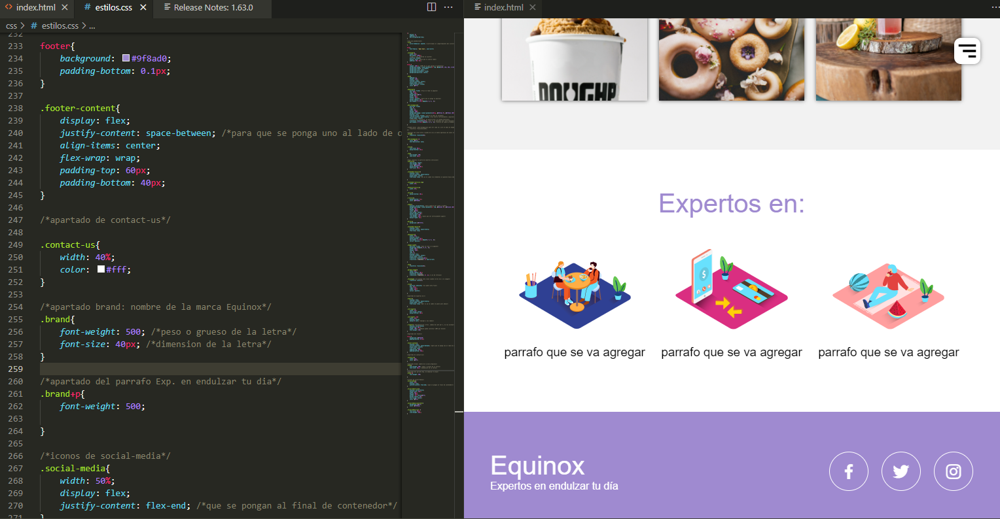 index.html
estilos.css
Release Notes: 1.63.0
index.html
css > # estilos.css > ...
232
233 footer{
234 background: #9f8ad0;
235 padding-bottom: 0.1px;
236 }
237
238 .footer-content{
239 display: flex;
240 justify-content: space-between; /*para que se ponga uno al lado de o
241 align-items: center;
242 flex-wrap: wrap;
243 padding-top: 60px;
244 padding-bottom: 40px;
245 }
246
247 /*apartado de contact-us*/
248
249 .contact-us{
250 width: 40%;
251 color: #fff;
252 }
253
254 /*apartado brand: nombre de la marca Equinox*/
255 .brand{
256 font-weight: 500; /*peso o grueso de la letra*/
257 font-size: 40px; /*dimension de la letra*/
258 }
259
260 /*apartado del parrafo Exp. en endulzar tu dia*/
261 .brand+p{
262 font-weight: 500;
263
264 }
265
266 /*iconos de social-media*/
267 .social-media{
268 width: 50%;
269 display: flex;
270 justify-content: flex-end; /*que se pongan al final de contenedor*/
271 }
Expertos en:
parrafo que se va agregar
parrafo que se va agregar
parrafo que se va agregar
Equinox
Expertos en endulzar tu día